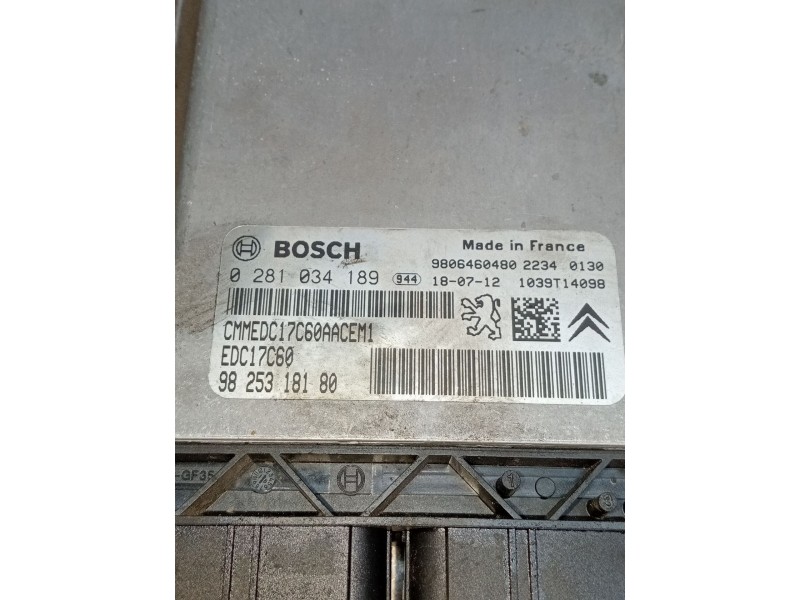 BOSCH
Made in France
9806460480 2234 0130
0 281 034 189 944 18-07-12 1039T14098
CMMEDC17C60AACEM1
EDC17C60
98 253 181 80